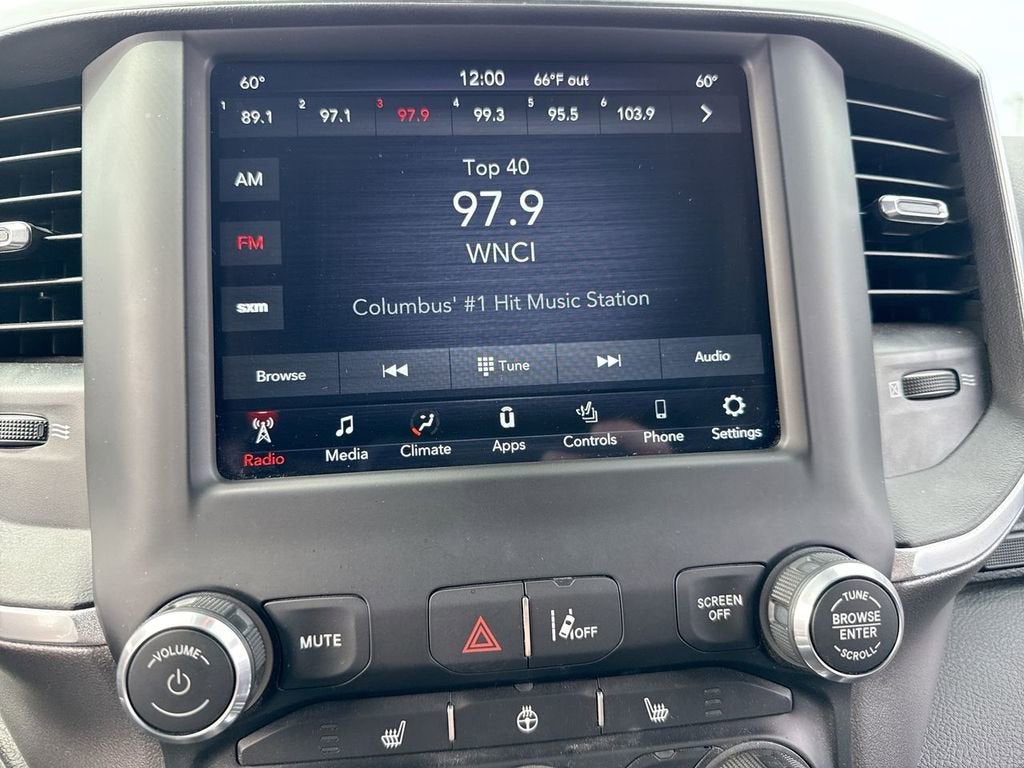 60° 12:00 66°F out 60°
1 89.1 2 97.1 3 97.9 4 99.3 5 95.5 6 103.9
AM
Top 40
97.9
FM
WNCI
sxm
Columbus' #1 Hit Music Station
Browse Tune Audio
Radio Media Climate Apps Controls Phone Settings
MUTE
OFF
SCREEN
OFF
VOLUME
TUNE
BROWSE
ENTER
SCROLL